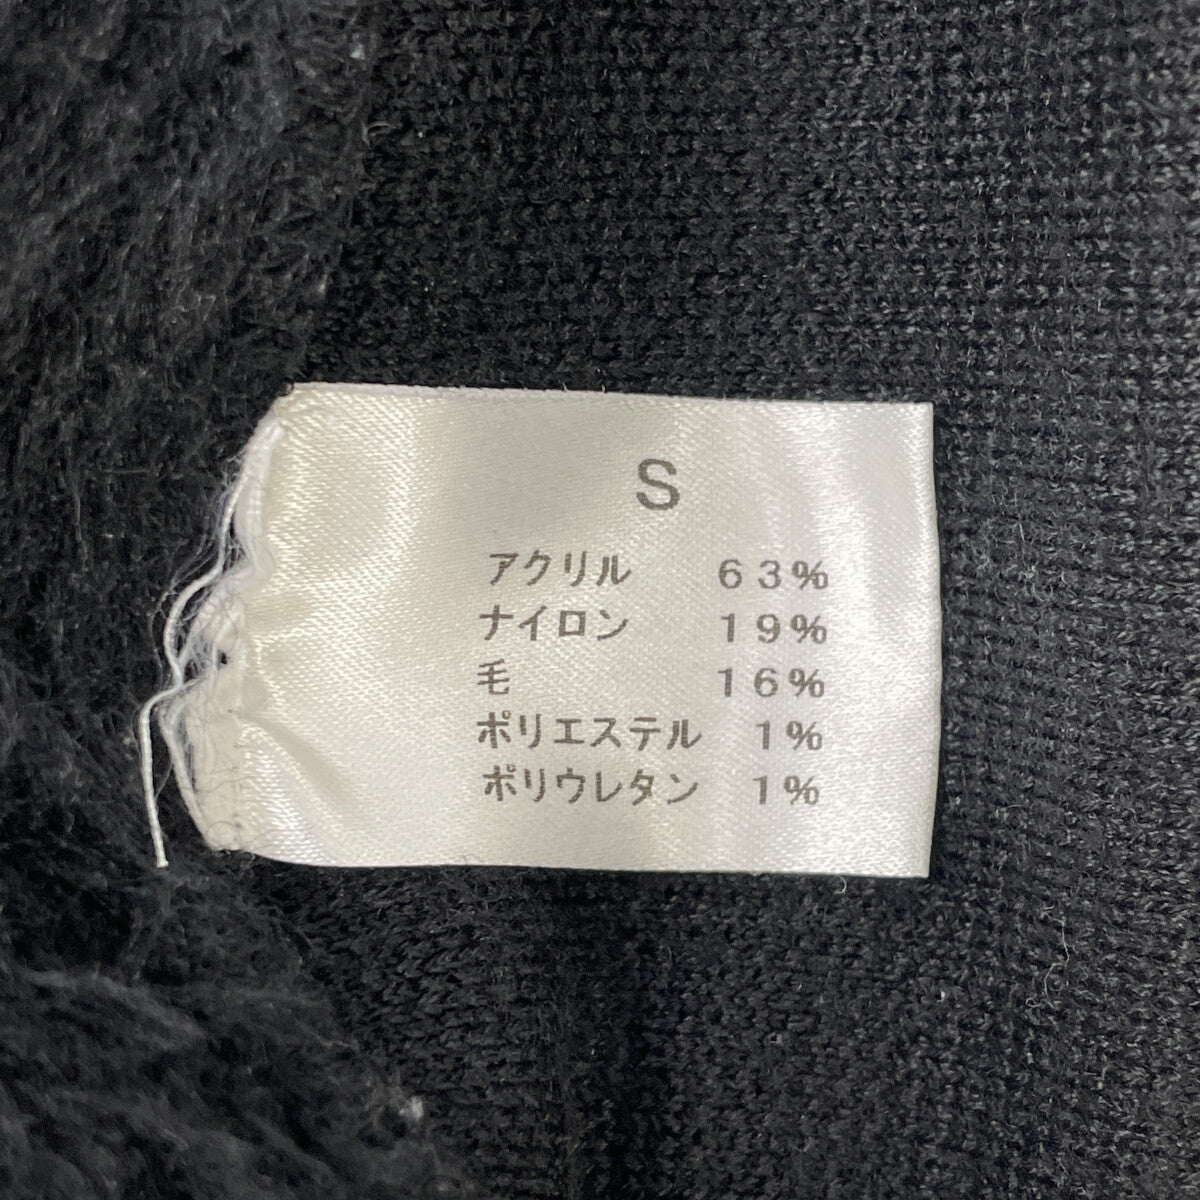 S
アクリル 63%
ナイロン 19%
毛 16%
ポリエステル 1%
ポリウレタン 1%